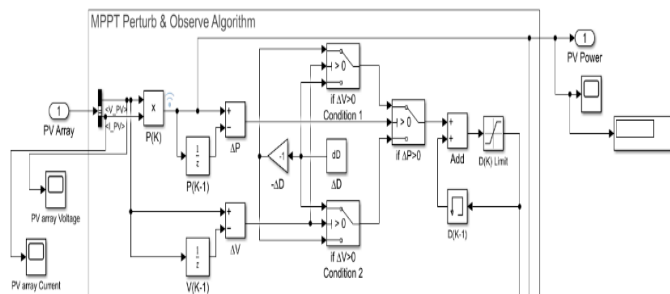 MPPT Perturb & Observe Algorithm
1
PV Array
<V_PV>
<I_PV>
x
P(K)
1
z
P(K-1)
+
−
ΔP
+
−
ΔV
1
z
V(K-1)
-1
-ΔD
dD
ΔD
> 0
if ΔV>0
Condition 1
> 0
if ΔV>0
Condition 2
> 0
if ΔP>0
+
+
Add
D(K) Limit
D(K-1)
1
PV Power
PV array Voltage
PV array Current